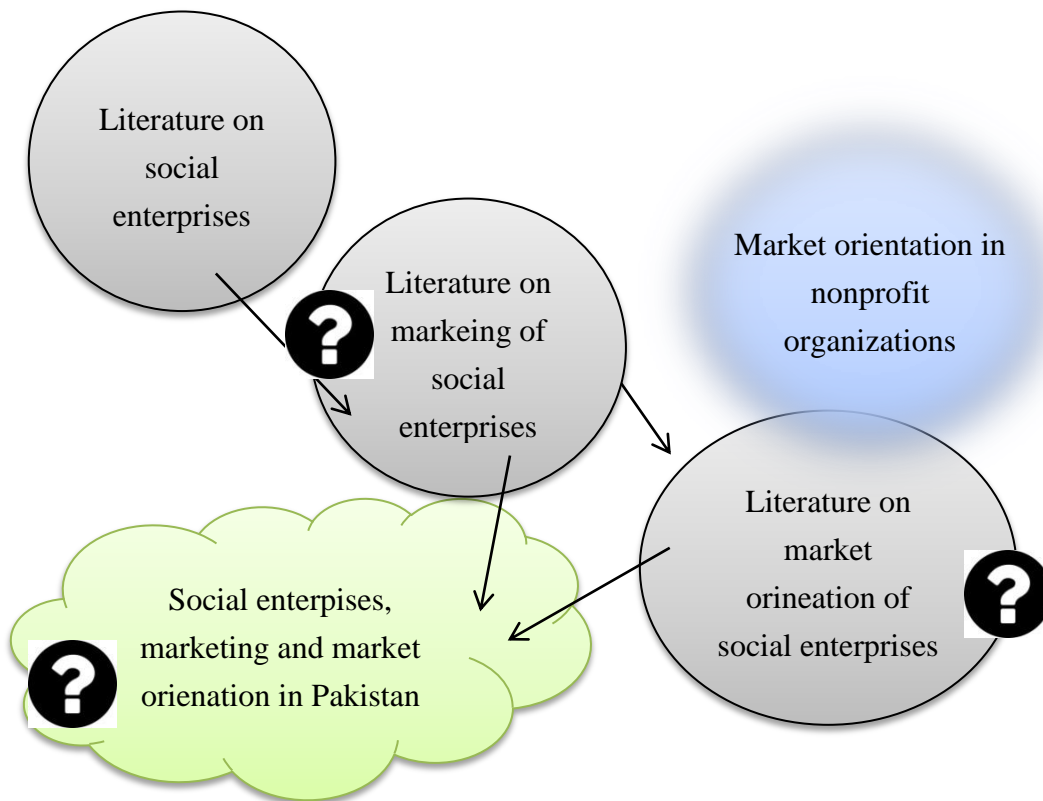 Literature on
social
enterprises
Literature on
markeing of
social
enterprises
Market orientation in
nonprofit
organizations
Literature on
market
orineation of
social enterprises
Social enterpises,
marketing and market
orienation in Pakistan
?
?
?